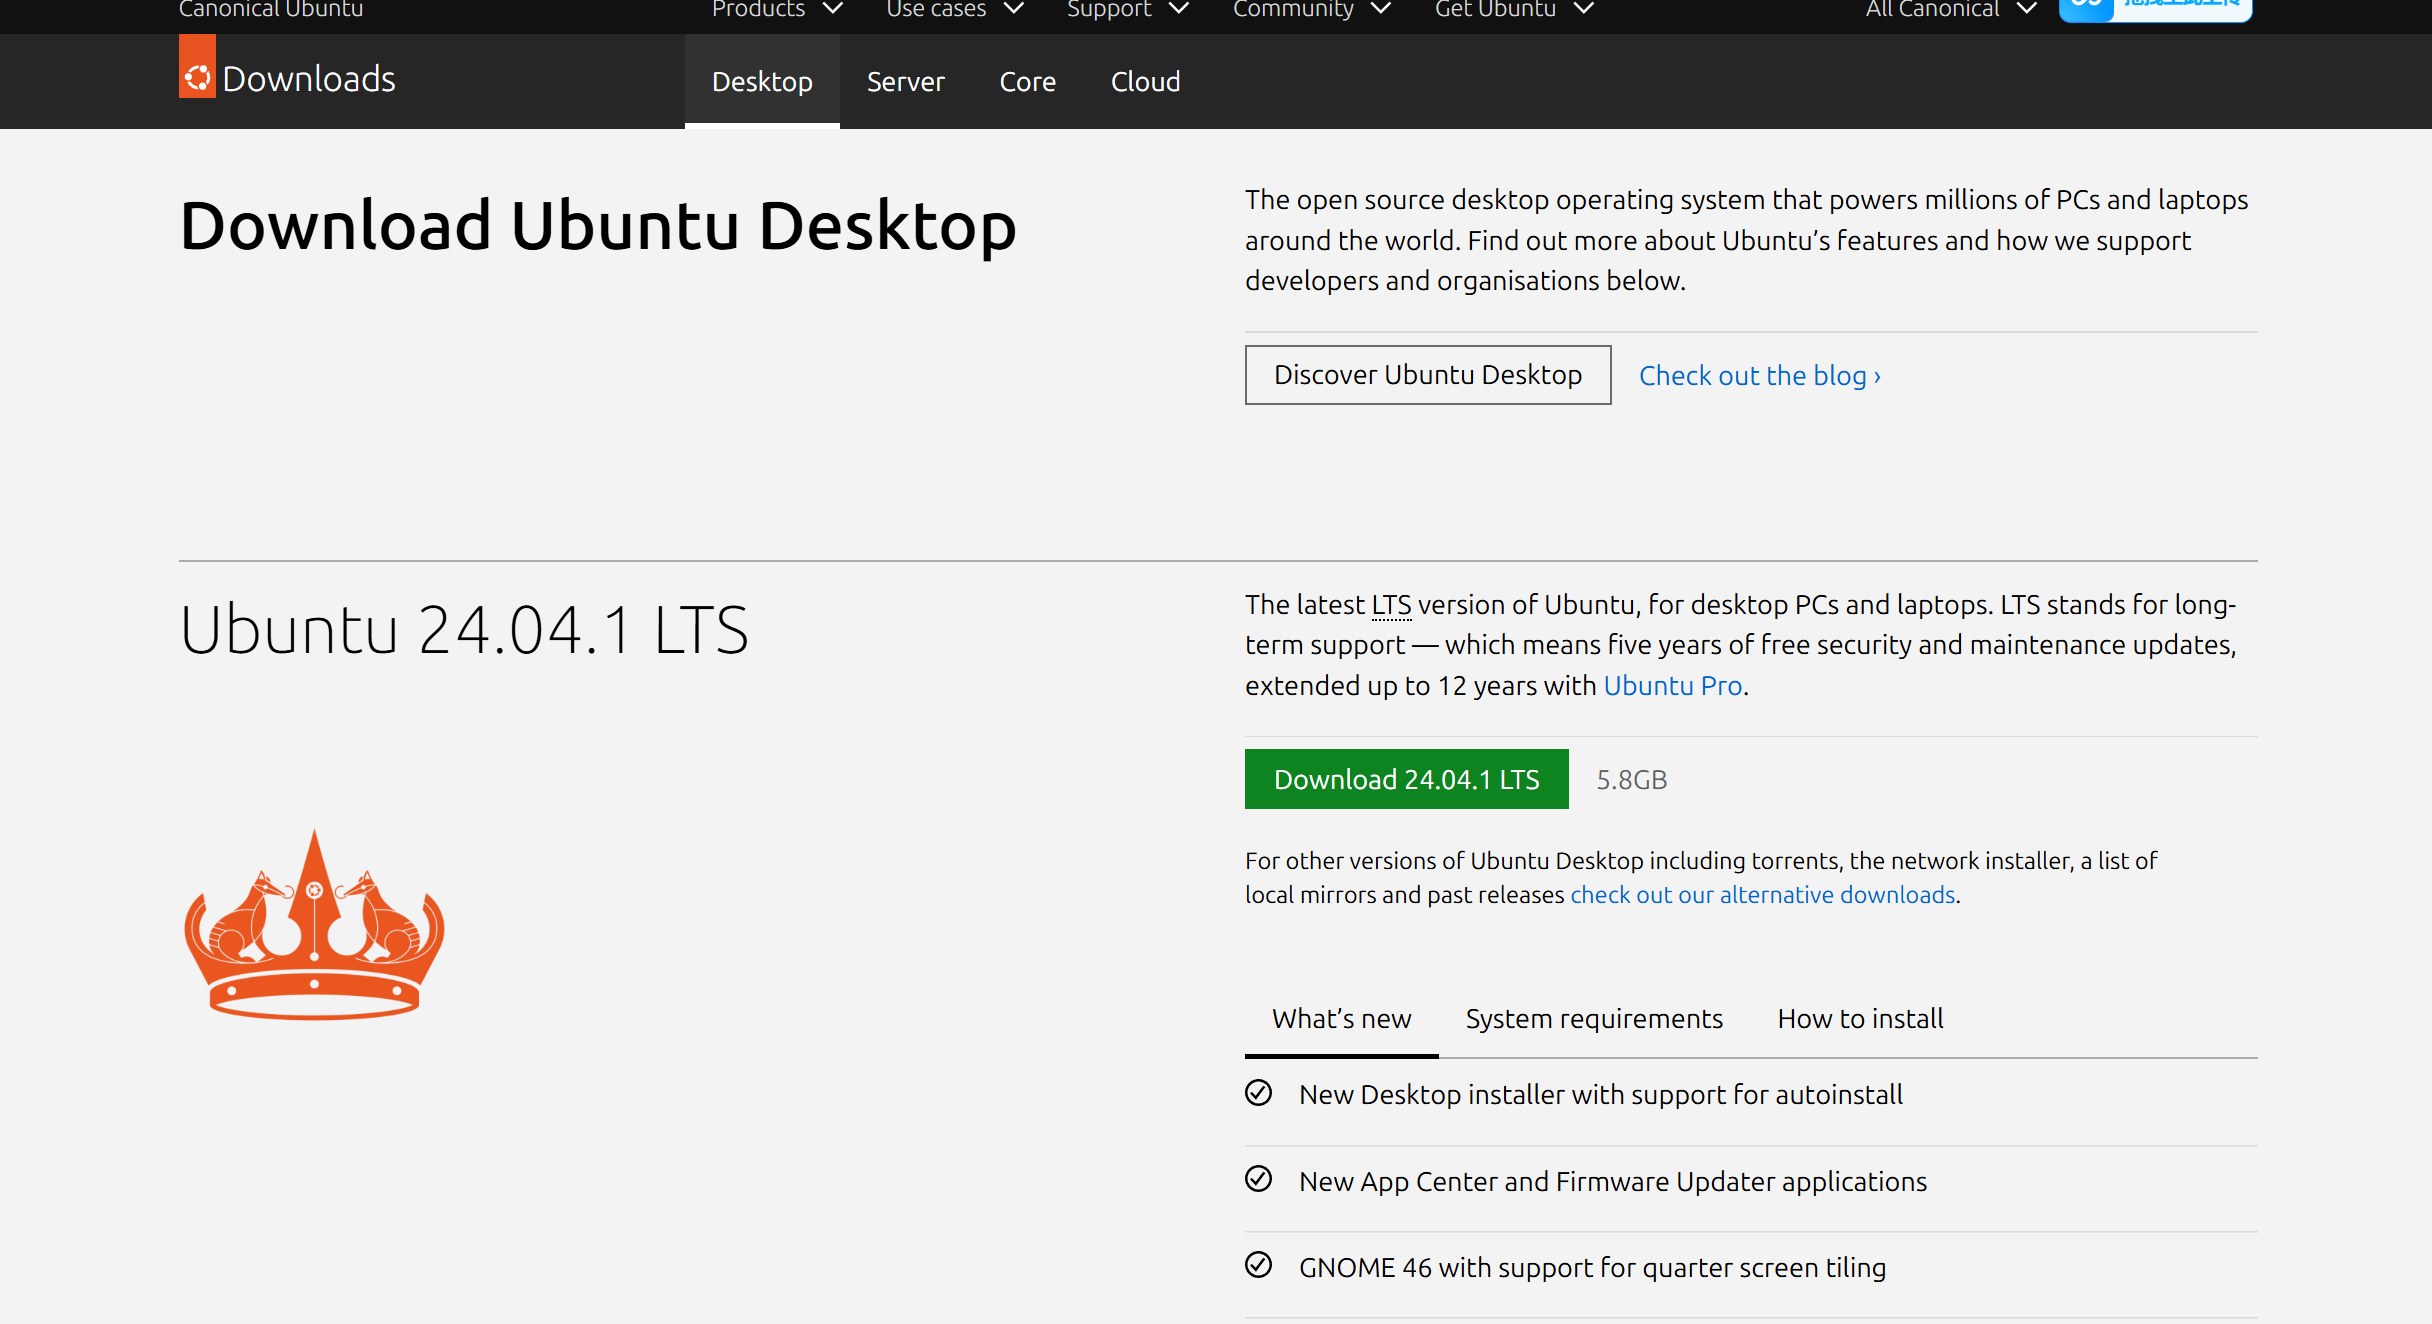 Canonical Ubuntu
Products
Use cases
Support
Community
Get Ubuntu
All Canonical
Downloads
Desktop
Server
Core
Cloud
Download Ubuntu Desktop
The open source desktop operating system that powers millions of PCs and laptops
around the world. Find out more about Ubuntu’s features and how we support
developers and organisations below.
Discover Ubuntu Desktop
Check out the blog ›
Ubuntu 24.04.1 LTS
The latest LTS version of Ubuntu, for desktop PCs and laptops. LTS stands for long-
term support — which means five years of free security and maintenance updates,
extended up to 12 years with Ubuntu Pro.
Download 24.04.1 LTS
5.8GB
For other versions of Ubuntu Desktop including torrents, the network installer, a list of
local mirrors and past releases check out our alternative downloads.
What’s new
System requirements
How to install
New Desktop installer with support for autoinstall
New App Center and Firmware Updater applications
GNOME 46 with support for quarter screen tiling